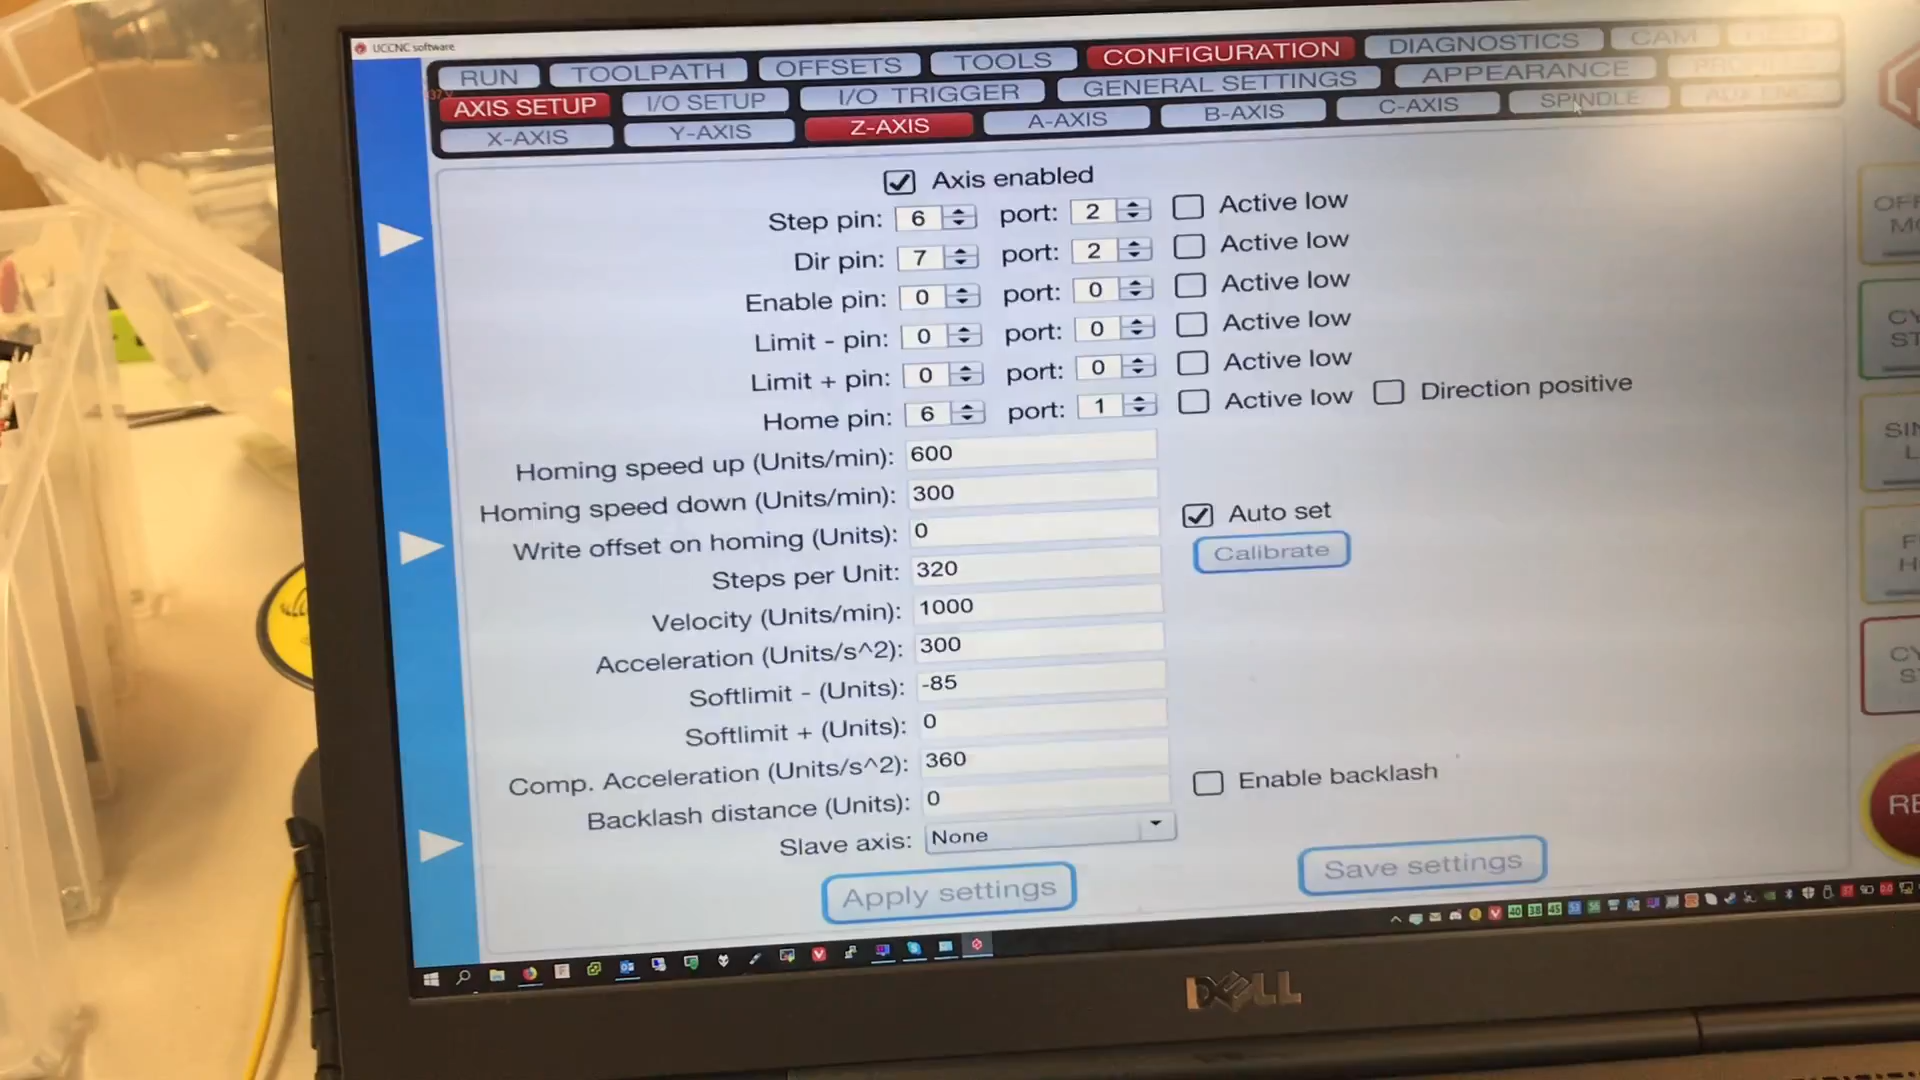 UCCNC software
RUN TOOLPATH OFFSETS TOOLS CONFIGURATION DIAGNOSTICS CAM
AXIS SETUP I/O SETUP I/O TRIGGER GENERAL SETTINGS APPEARANCE
X-AXIS Y-AXIS Z-AXIS A-AXIS B-AXIS C-AXIS SPINDLE
Axis enabled
Step pin: 6 port: 2 Active low
Dir pin: 7 port: 2 Active low
Enable pin: 0 port: 0 Active low
Limit - pin: 0 port: 0 Active low
Limit + pin: 0 port: 0 Active low
Home pin: 6 port: 1 Active low Direction positive
Homing speed up (Units/min): 600
Homing speed down (Units/min): 300
Write offset on homing (Units): 0 Auto set
Steps per Unit: 320 Calibrate
Velocity (Units/min): 1000
Acceleration (Units/s^2): 300
Softlimit - (Units): -85
Softlimit + (Units): 0
Comp. Acceleration (Units/s^2): 360
Backlash distance (Units): 0 Enable backlash
Slave axis: None
Apply settings Save settings
DELL